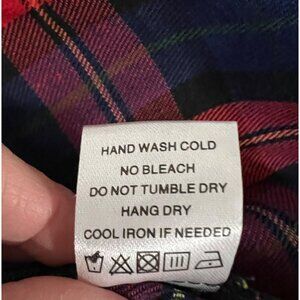 HAND WASH COLD
NO BLEACH
DO NOT TUMBLE DRY
HANG DRY
COOL IRON IF NEEDED